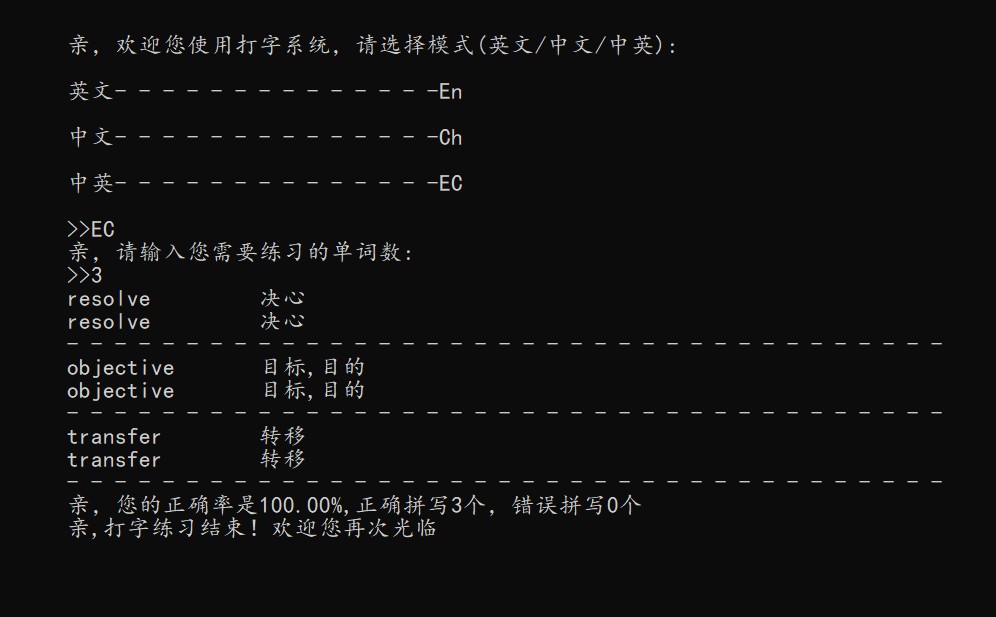 亲, 欢迎您使用打字系统, 请选择模式(英文/中文/中英):
英文- - - - - - - - - - - - - -En
中文- - - - - - - - - - - - - -Ch
中英- - - - - - - - - - - - - -EC
>>EC
亲, 请输入您需要练习的单词数:
>>3
resolve 决心
resolve 决心
- - - - - - - - - - - - - - - - - - - - - - - - - - - - - - - - - - - - -
objective 目标,目的
objective 目标,目的
- - - - - - - - - - - - - - - - - - - - - - - - - - - - - - - - - - - - -
transfer 转移
transfer 转移
- - - - - - - - - - - - - - - - - - - - - - - - - - - - - - - - - - - - -
亲, 您的正确率是100.00%,正确拼写3个, 错误拼写0个
亲,打字练习结束! 欢迎您再次光临